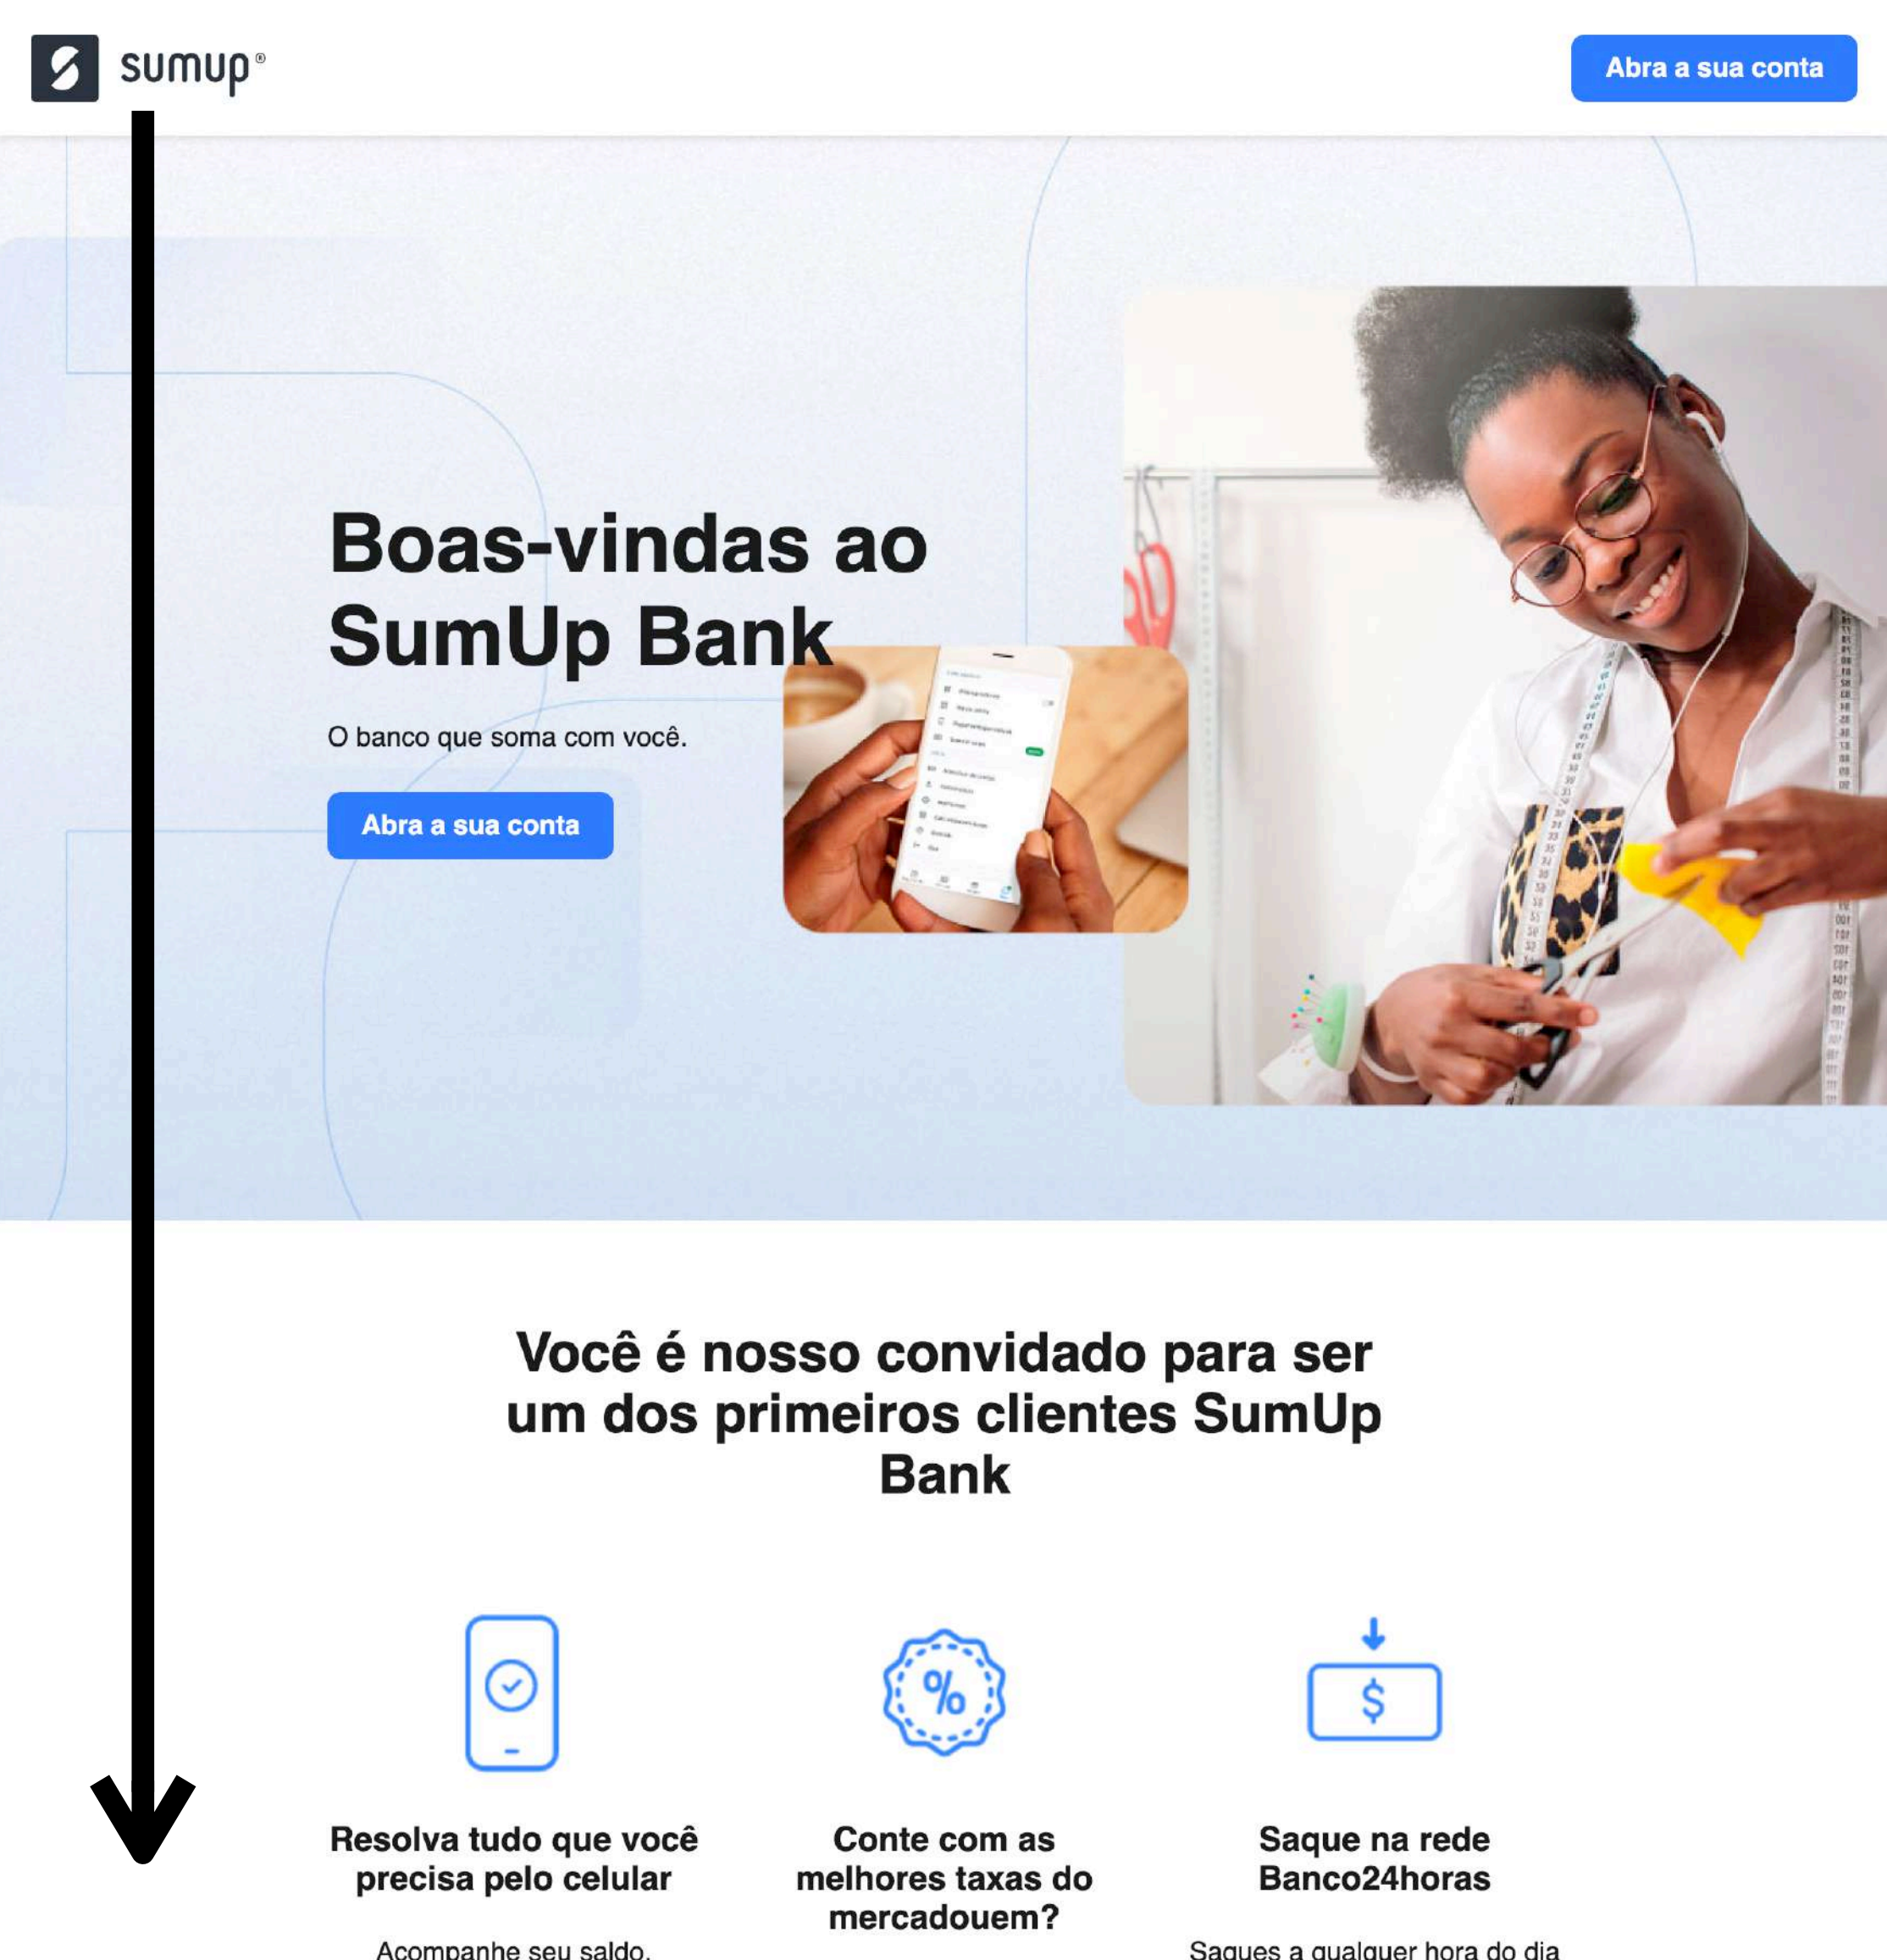 sumup®
Abra a sua conta
Boas-vindas ao
SumUp Bank
O banco que soma com você.
Abra a sua conta
Você é nosso convidado para ser
um dos primeiros clientes SumUp
Bank
%
$
Resolva tudo que você
precisa pelo celular
Acompanhe seu saldo,
Conte com as
melhores taxas do
mercadouem?
Saque na rede
Banco24horas
Saques a qualquer hora do dia